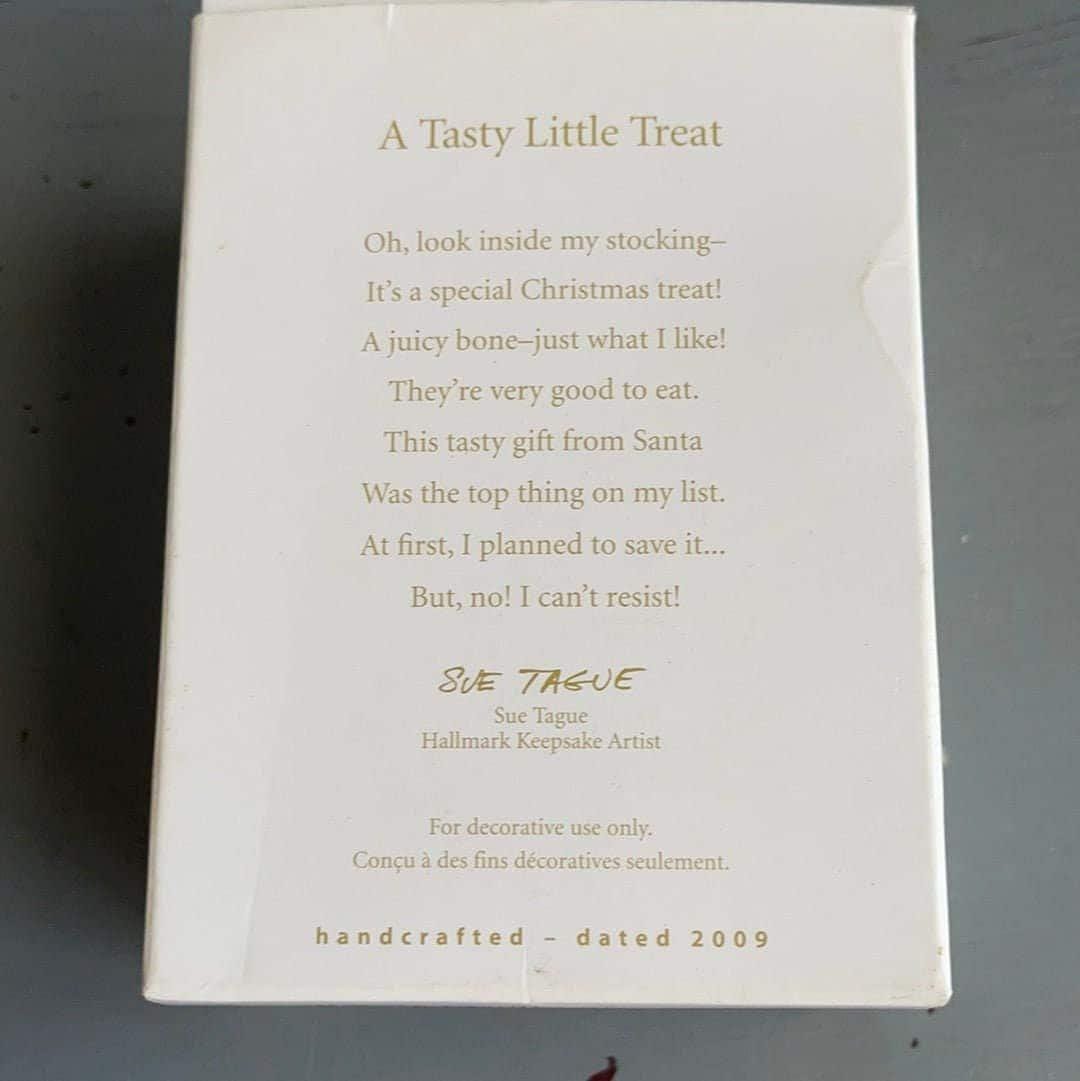 A Tasty Little Treat
Oh, look inside my stocking–
It's a special Christmas treat!
A juicy bone–just what I like!
They're very good to eat.
This tasty gift from Santa
Was the top thing on my list.
At first, I planned to save it...
But, no! I can't resist!
SUE TAGUE
Sue Tague
Hallmark Keepsake Artist
For decorative use only.
Conçu à des fins décoratives seulement.
handcrafted – dated 2009